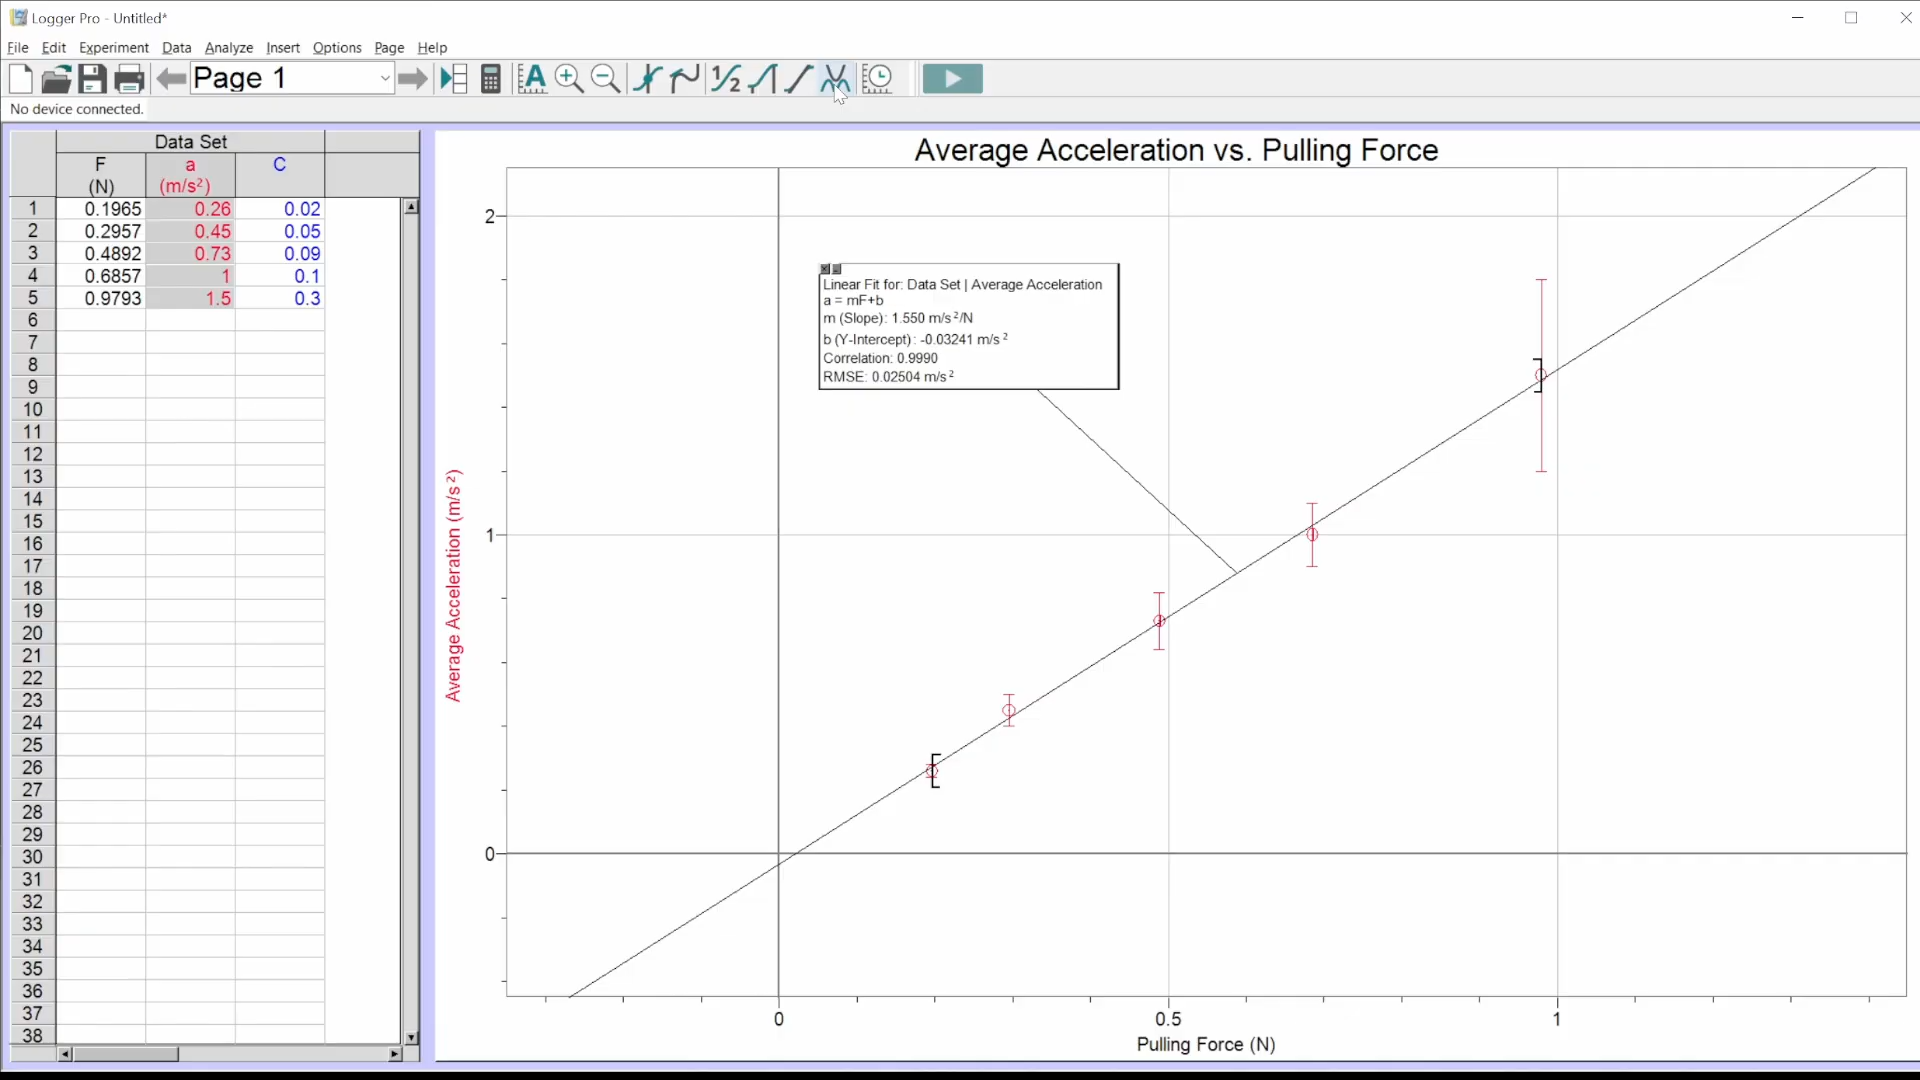 Logger Pro - Untitled*
File Edit Experiment Data Analyze Insert Options Page Help
Page 1
No device connected.
Data Set
F a C
(N) (m/s²)
1 0.1965 0.26 0.02
2 0.2957 0.45 0.05
3 0.4892 0.73 0.09
4 0.6857 1 0.1
5 0.9793 1.5 0.3
6
7
8
9
10
11
12
13
14
15
16
17
18
19
20
21
22
23
24
25
26
27
28
29
30
31
32
33
34
35
36
37
38
Average Acceleration vs. Pulling Force
Linear Fit for: Data Set | Average Acceleration
a = mF+b
m (Slope): 1.550 m/s²/N
b (Y-Intercept): -0.03241 m/s²
Correlation: 0.9990
RMSE: 0.02504 m/s²
Average Acceleration (m/s²)
2
1
0
0 0.5 1
Pulling Force (N)